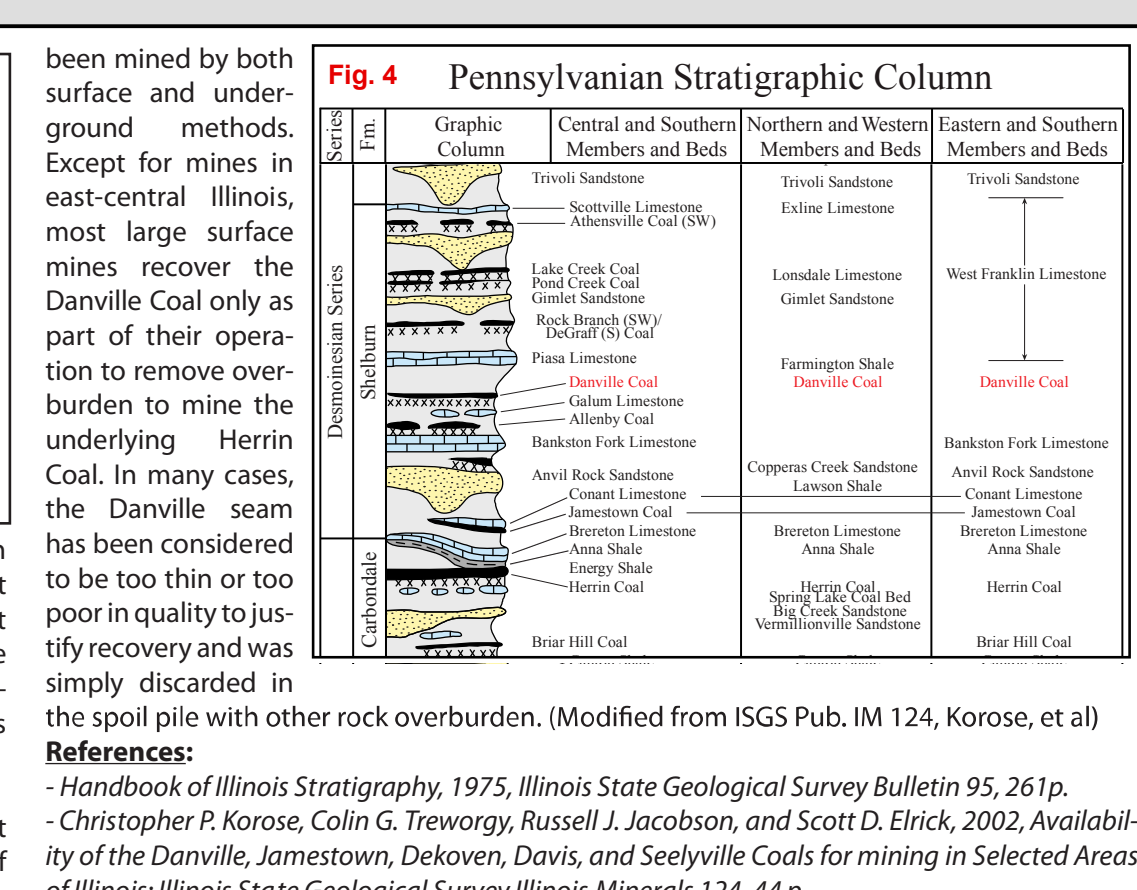 been mined by both
surface and under-
ground methods.
Except for mines in
east-central Illinois,
most large surface
mines recover the
Danville Coal only as
part of their opera-
tion to remove over-
burden to mine the
underlying Herrin
Coal. In many cases,
the Danville seam
has been considered
to be too thin or too
poor in quality to jus-
tify recovery and was
simply discarded in
the spoil pile with other rock overburden. (Modified from ISGS Pub. IM 124, Korose, et al)
Fig. 4 Pennsylvanian Stratigraphic Column
Series
Fm.
Graphic
Column
Central and Southern
Members and Beds
Northern and Western
Members and Beds
Eastern and Southern
Members and Beds
Desmoinesian Series
Shelburn
Carbondale
Trivoli Sandstone
Scottville Limestone
Athensville Coal (SW)
Lake Creek Coal
Pond Creek Coal
Gimlet Sandstone
Rock Branch (SW)/
DeGraff (S) Coal
Piasa Limestone
Danville Coal
Galum Limestone
Allenby Coal
Bankston Fork Limestone
Anvil Rock Sandstone
Conant Limestone
Jamestown Coal
Brereton Limestone
Anna Shale
Energy Shale
Herrin Coal
Briar Hill Coal
Trivoli Sandstone
Exline Limestone
Lonsdale Limestone
Gimlet Sandstone
Farmington Shale
Danville Coal
Copperas Creek Sandstone
Lawson Shale
Brereton Limestone
Anna Shale
Herrin Coal
Spring Lake Coal Bed
Big Creek Sandstone
Vermillionville Sandstone
Trivoli Sandstone
West Franklin Limestone
Danville Coal
Bankston Fork Limestone
Anvil Rock Sandstone
Conant Limestone
Jamestown Coal
Brereton Limestone
Anna Shale
Herrin Coal
Briar Hill Coal
References:
- Handbook of Illinois Stratigraphy, 1975, Illinois State Geological Survey Bulletin 95, 261p.
- Christopher P. Korose, Colin G. Treworgy, Russell J. Jacobson, and Scott D. Elrick, 2002, Availabil-
ity of the Danville, Jamestown, Dekoven, Davis, and Seelyville Coals for mining in Selected Areas
of Illinois: Illinois State Geological Survey Illinois Minerals 124, 44 p.